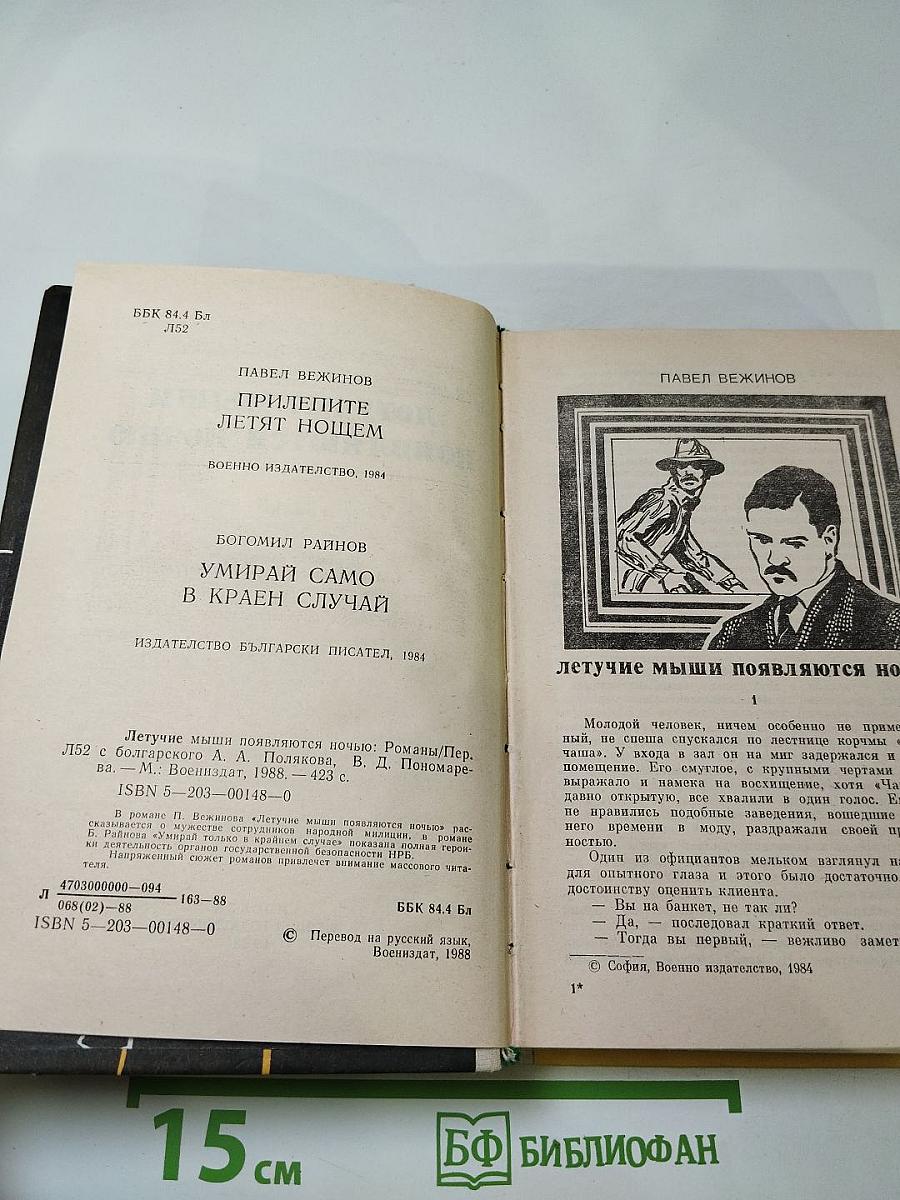 ББК 84.4 Бл
Л52
ПАВЕЛ ВЕЖИНОВ
ПРИЛЕПИТЕ
ЛЕТЯТ НОЩЕМ
ВОЕННО ИЗДАТЕЛСТВО, 1984
БОГОМИЛ РАЙНОВ
УМИРАЙ САМО
В КРАЕН СЛУЧАЙ
ИЗДАТЕЛСТВО БЪЛГАРСКИ ПИСАТЕЛ, 1984
Летучие мыши появляются ночью: Романы/Пер.
Л52 с болгарского А. А. Полякова, В. Д. Пономаре-
ва. — М.: Воениздат, 1988. — 423 с.
ISBN 5—203—00148—0
В романе П. Вежинова «Летучие мыши появляются ночью» рас-
сказывается о мужестве сотрудников народной милиции, в романе
Б. Райнова «Умирай только в крайнем случае» показана полная герои-
ки деятельность органов государственной безопасности НРБ.
Напряженный сюжет романов привлечет внимание массового чита-
теля.
Л 4703000000—094 163—88
068(02)—88
ББК 84.4 Бл
ISBN 5—203—00148—0
© Перевод на русский язык,
Воениздат, 1988
ПАВЕЛ ВЕЖИНОВ
летучие мыши появляются но
1
Молодой человек, ничем особенно не приме
ный, не спеша спускался по лестнице корчмы «
чаша». У входа в зал он на миг задержался и
помещение. Его смуглое, с крупными чертами
выражало и намека на восхищение, хотя «Ча
давно открытую, все хвалили в один голос. Е
не нравились подобные заведения, вошедшие
него времени в моду, раздражали своей пр
ностью.
Один из официантов мельком взглянул н
для опытного глаза и этого было достаточно
достоинству оценить клиента.
— Вы на банкет, не так ли?
— Да, — последовал краткий ответ.
— Тогда вы первый, — вежливо замет
© София, Военно издателство, 1984
1*
15 см
БФ БИБЛИОФАН